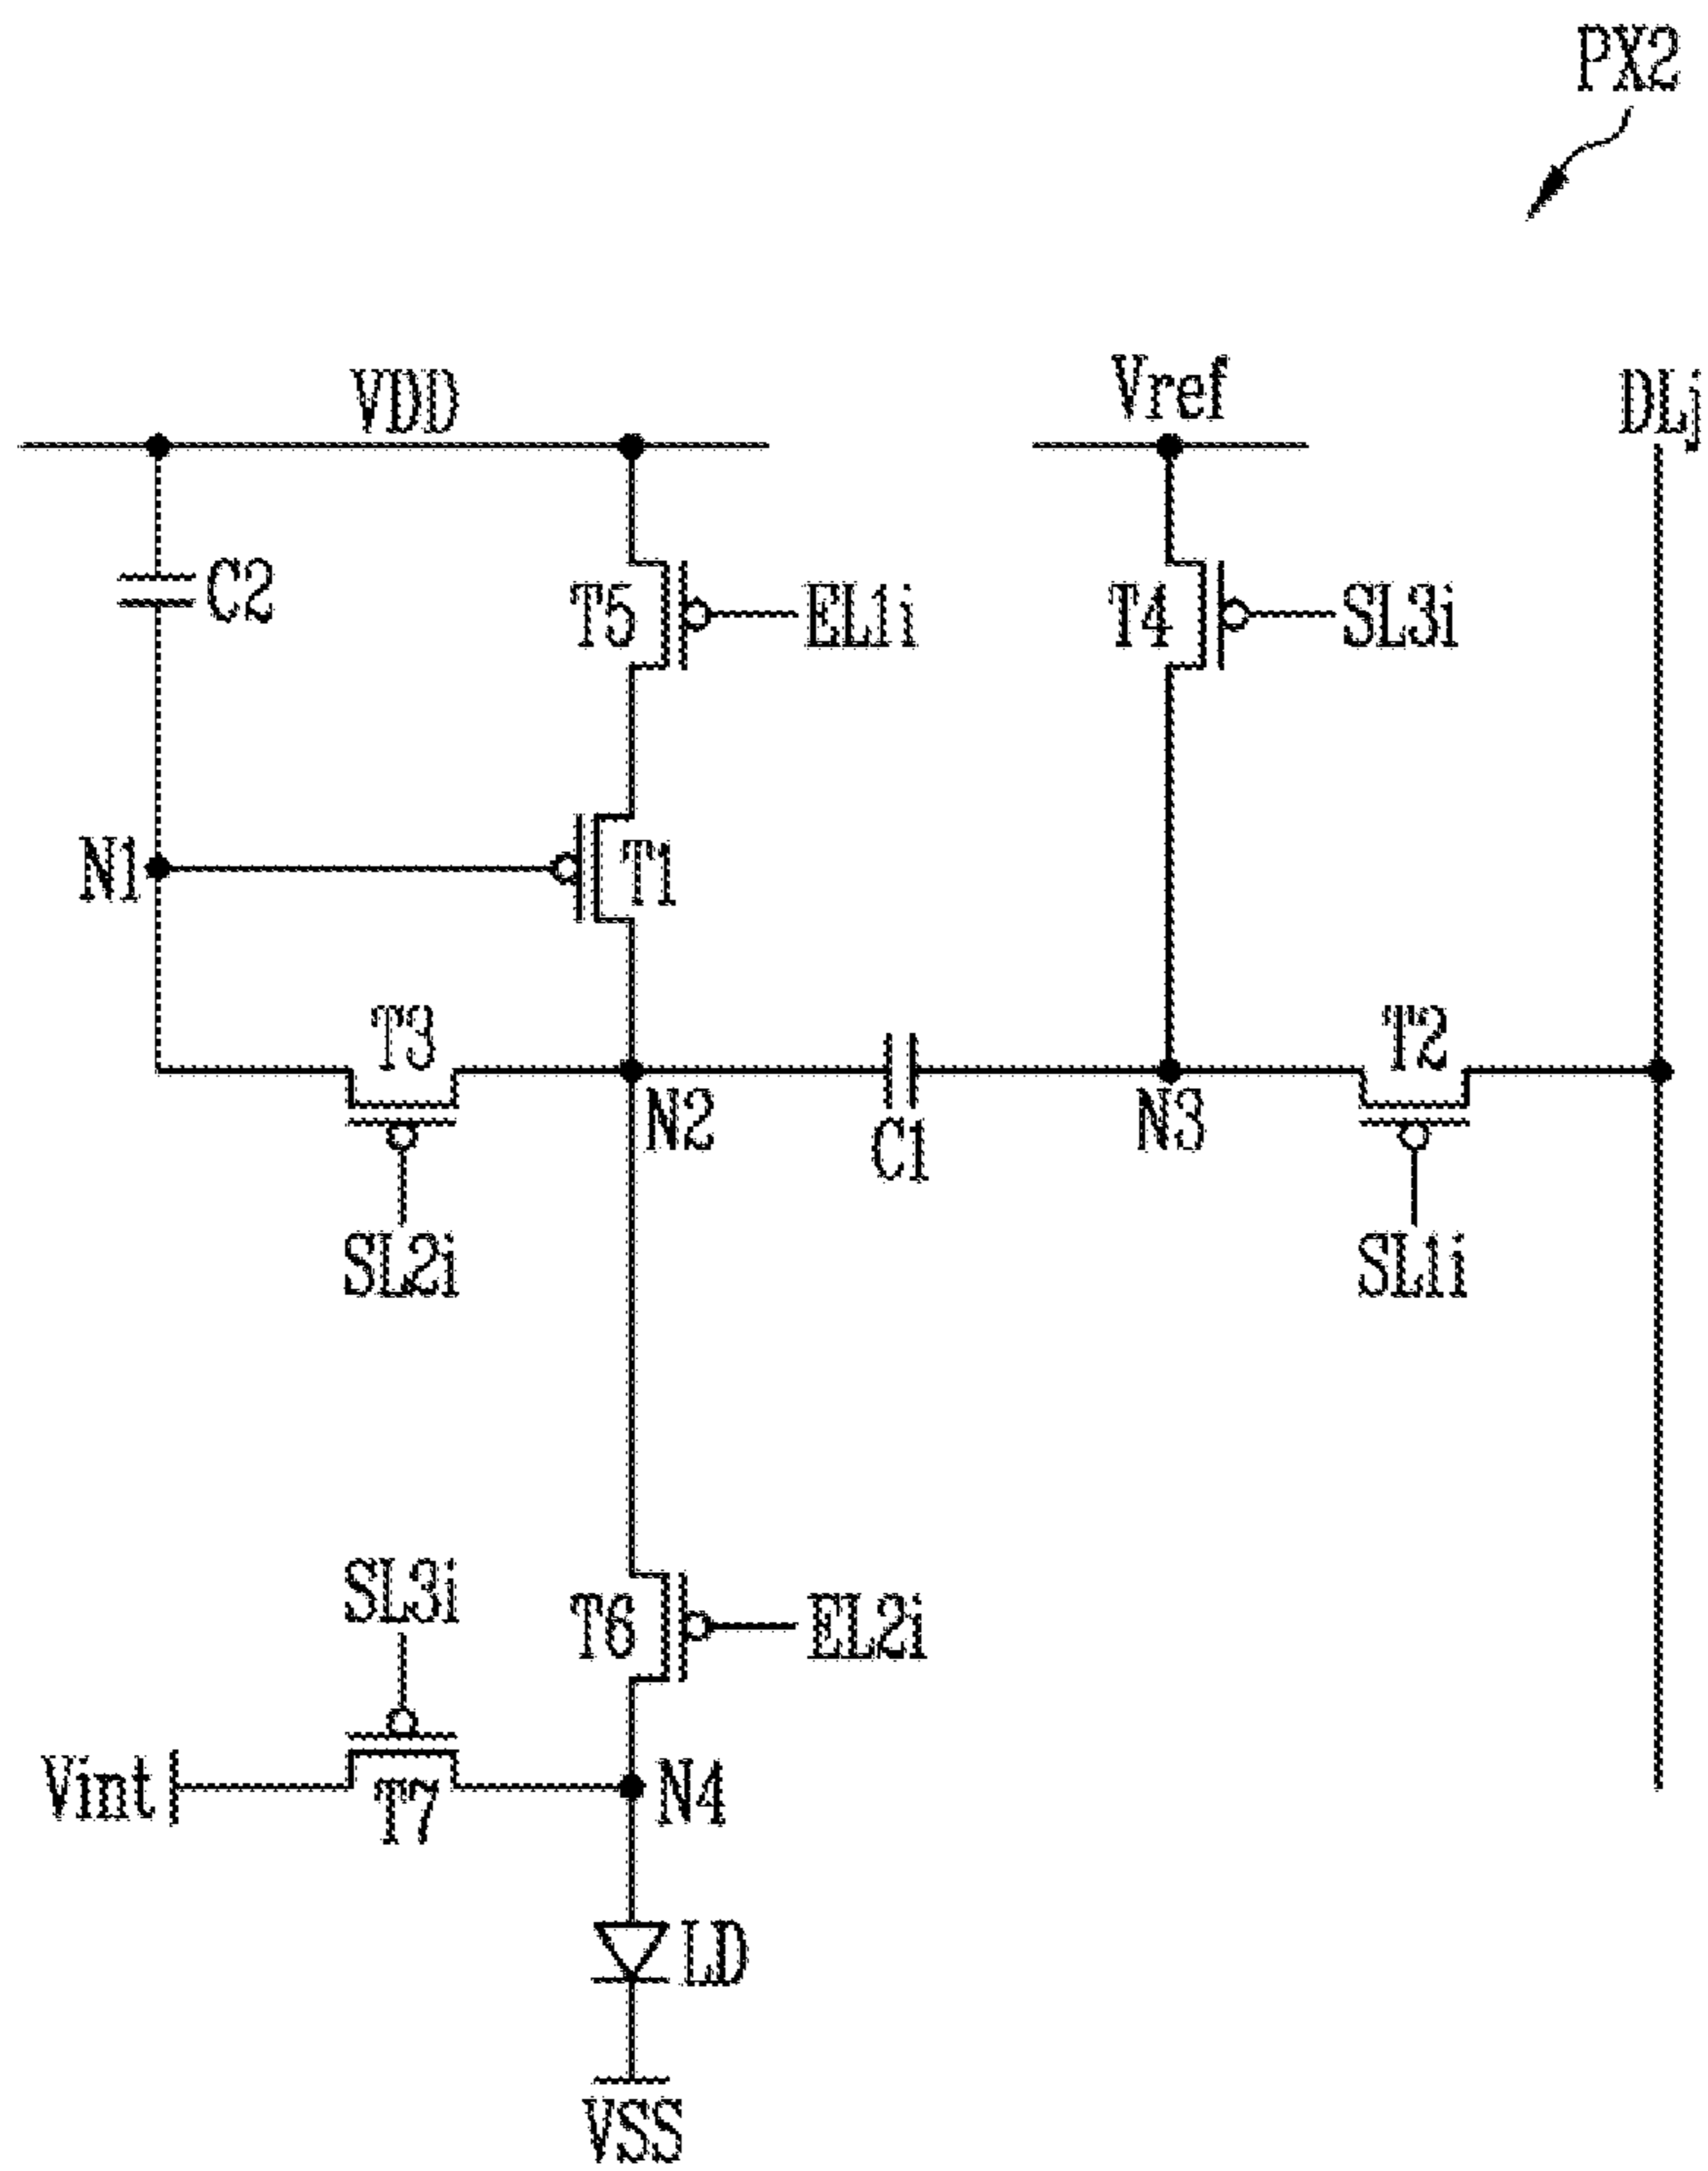 PX2
VDD
Vref
DLj
C2
T5
EL1i
T4
SL3i
N1
T1
T3
T2
N2
C1
N3
SL2i
SL1i
SL3i
T6
EL2i
Vint
T7
N4
LD
VSS